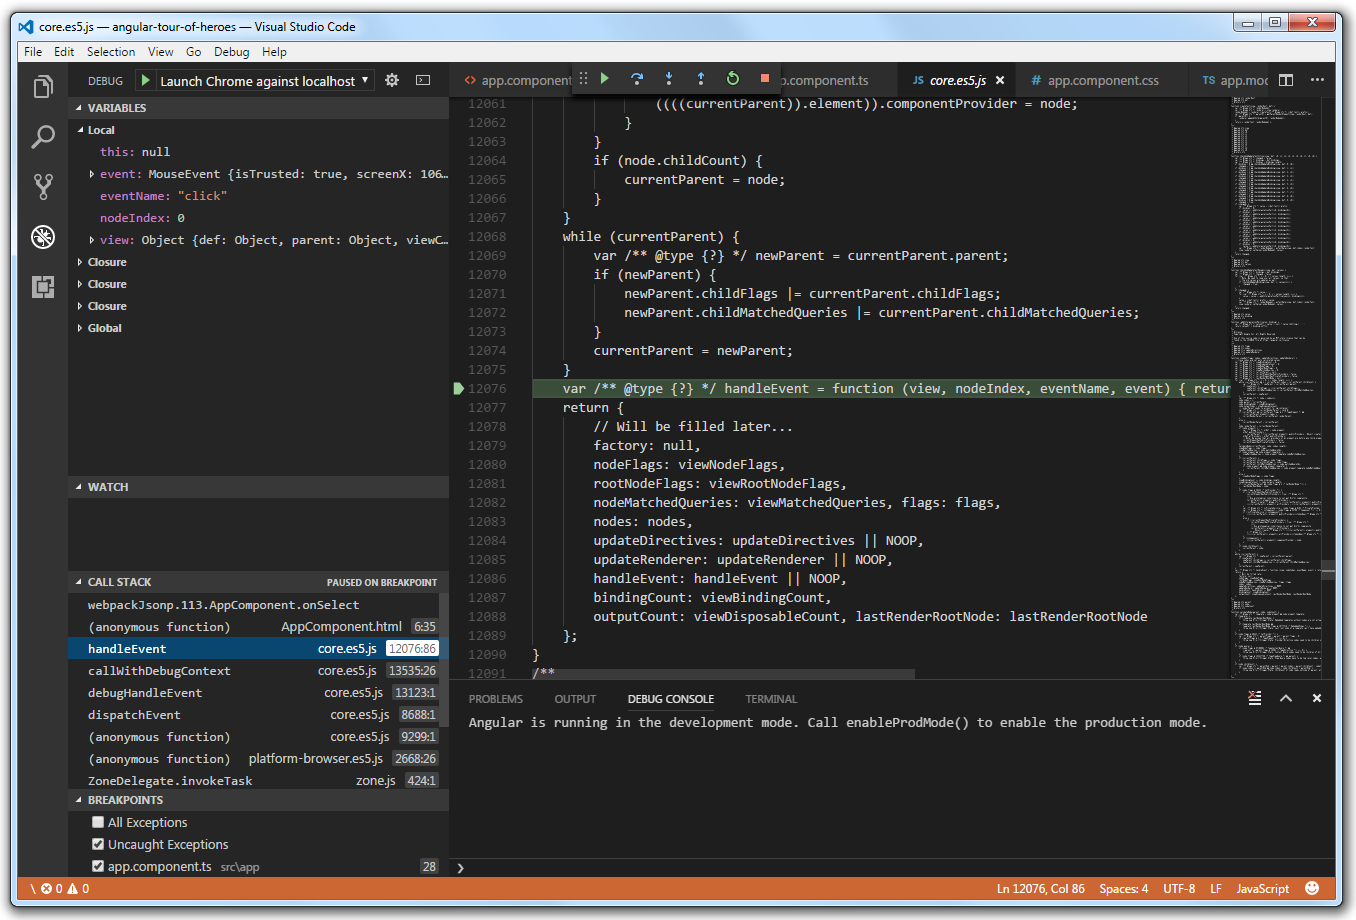 core.es5.js — angular-tour-of-heroes — Visual Studio Code
File Edit Selection View Go Debug Help
DEBUG Launch Chrome against localhost
app.component
p.component.ts
JS core.es5.js
# app.component.css
TS app.moc
VARIABLES
Local
this: null
event: MouseEvent {isTrusted: true, screenX: 106…
eventName: "click"
nodeIndex: 0
view: Object {def: Object, parent: Object, viewC…
Closure
Closure
Closure
Global
WATCH
CALL STACK PAUSED ON BREAKPOINT
webpackJsonp.113.AppComponent.onSelect
(anonymous function) AppComponent.html 6:35
handleEvent core.es5.js 12076:86
callWithDebugContext core.es5.js 13535:26
debugHandleEvent core.es5.js 13123:1
dispatchEvent core.es5.js 8688:1
(anonymous function) core.es5.js 9299:1
(anonymous function) platform-browser.es5.js 2668:26
ZoneDelegate.invokeTask zone.js 424:1
BREAKPOINTS
All Exceptions
Uncaught Exceptions
app.component.ts src\app 28
12061 ((((currentParent)).element)).componentProvider = node;
12062 }
12063 }
12064 if (node.childCount) {
12065 currentParent = node;
12066 }
12067 }
12068 while (currentParent) {
12069 var /** @type {?} */ newParent = currentParent.parent;
12070 if (newParent) {
12071 newParent.childFlags |= currentParent.childFlags;
12072 newParent.childMatchedQueries |= currentParent.childMatchedQueries;
12073 }
12074 currentParent = newParent;
12075 }
12076 var /** @type {?} */ handleEvent = function (view, nodeIndex, eventName, event) { retur
12077 return {
12078 // Will be filled later...
12079 factory: null,
12080 nodeFlags: viewNodeFlags,
12081 rootNodeFlags: viewRootNodeFlags,
12082 nodeMatchedQueries: viewMatchedQueries, flags: flags,
12083 nodes: nodes,
12084 updateDirectives: updateDirectives || NOOP,
12085 updateRenderer: updateRenderer || NOOP,
12086 handleEvent: handleEvent || NOOP,
12087 bindingCount: viewBindingCount,
12088 outputCount: viewDisposableCount, lastRenderRootNode: lastRenderRootNode
12089 };
12090 }
12091 /**
PROBLEMS OUTPUT DEBUG CONSOLE TERMINAL
Angular is running in the development mode. Call enableProdMode() to enable the production mode.
\ 0 0
Ln 12076, Col 86 Spaces: 4 UTF-8 LF JavaScript